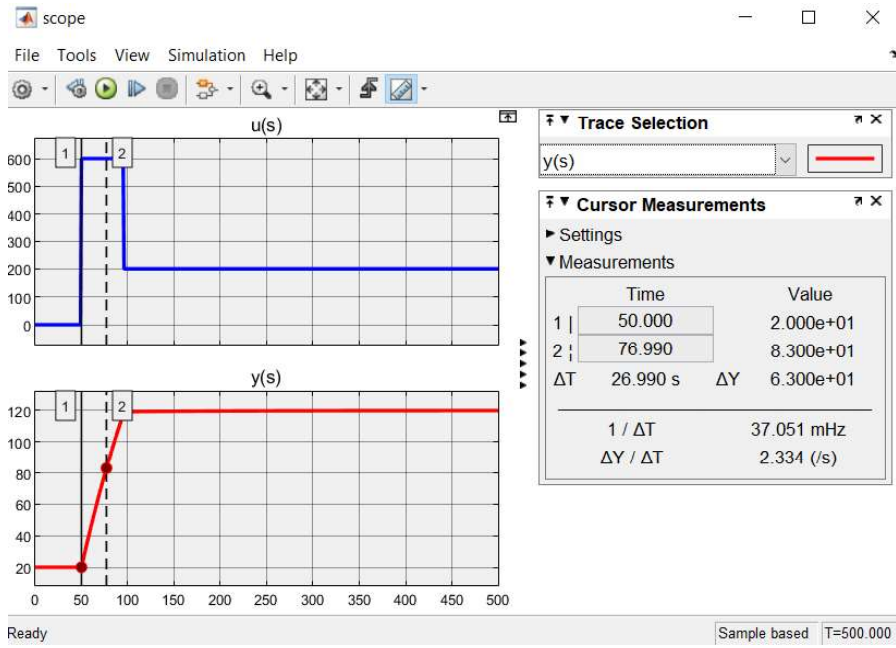 scope
File Tools View Simulation Help
u(s)
1 2
600
500
400
300
200
100
0
y(s)
1 2
120
100
80
60
40
20
0 50 100 150 200 250 300 350 400 450 500
Trace Selection
y(s)
Cursor Measurements
Settings
Measurements
Time Value
1 | 50.000 2.000e+01
2 ¦ 76.990 8.300e+01
ΔT 26.990 s ΔY 6.300e+01
1 / ΔT 37.051 mHz
ΔY / ΔT 2.334 (/s)
Ready Sample based T=500.000